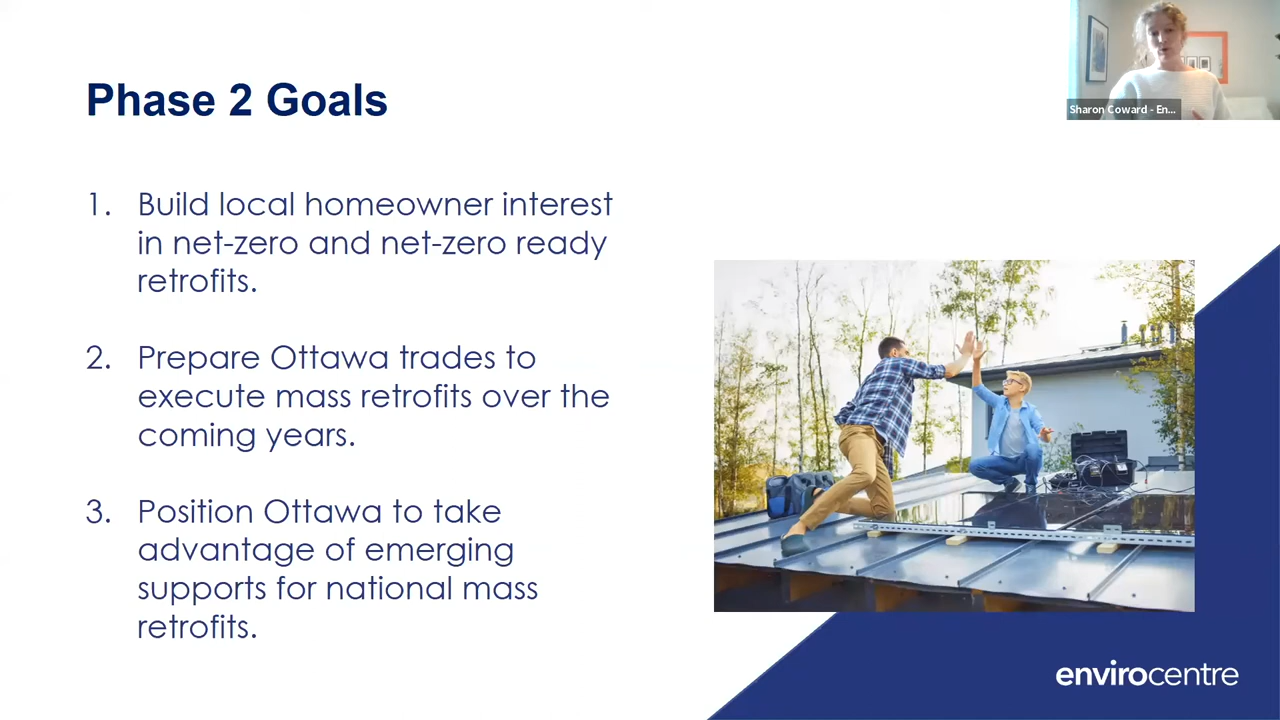 Phase 2 Goals
Sharon Coward - En...
1. Build local homeowner interest
in net-zero and net-zero ready
retrofits.
2. Prepare Ottawa trades to
execute mass retrofits over the
coming years.
3. Position Ottawa to take
advantage of emerging
supports for national mass
retrofits.
envirocentre